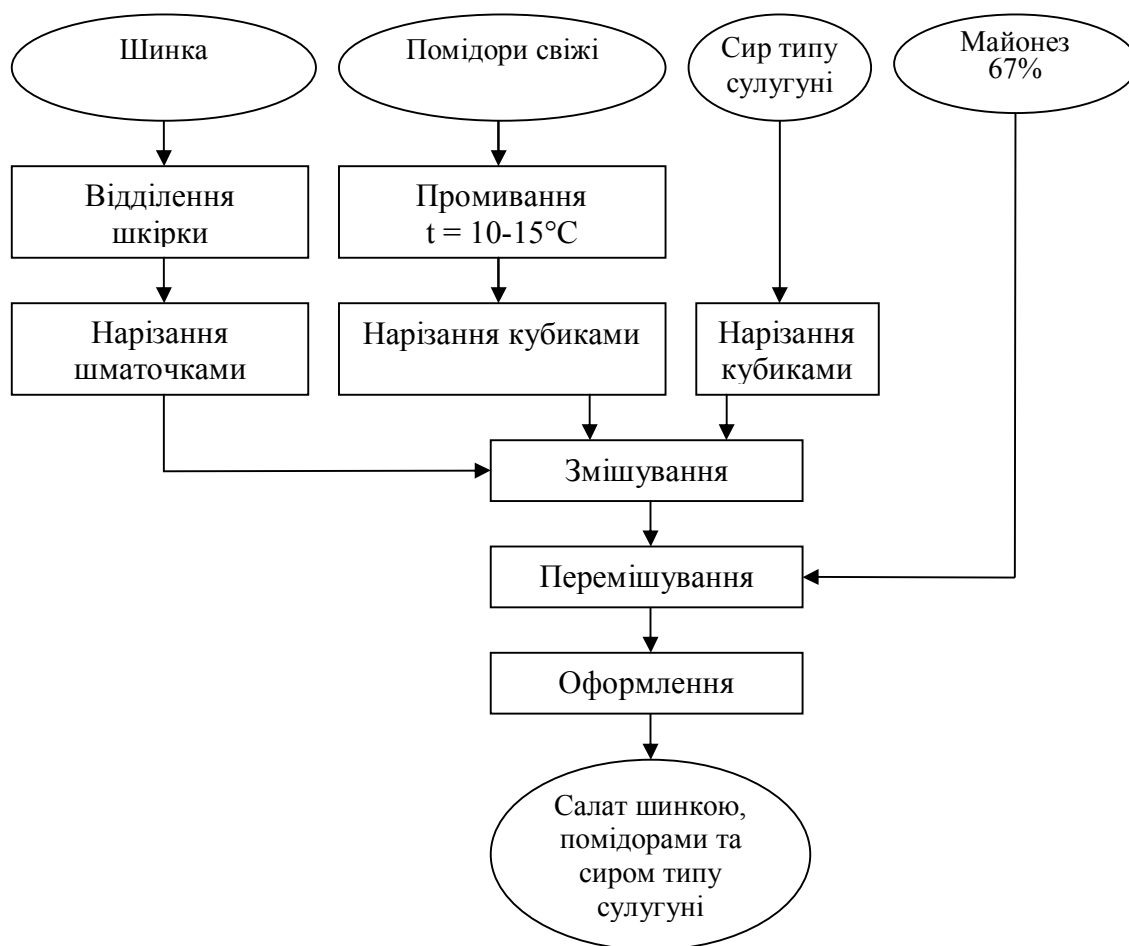 Шинка
Помідори свіжі
Сир типу
сулугуні
Майонез
67%
Відділення
шкірки
Промивання
t = 10-15°C
Нарізання
шматочками
Нарізання кубиками
Нарізання
кубиками
Змішування
Перемішування
Оформлення
Салат шинкою,
помідорами та
сиром типу
сулугуні